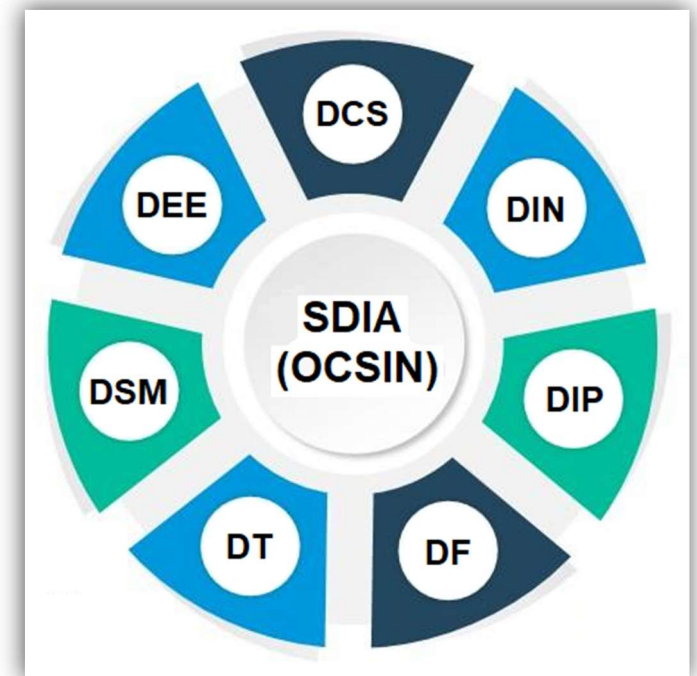 DCS
DEE
DIN
SDIA
(OCSIN)
DSM
DIP
DT
DF